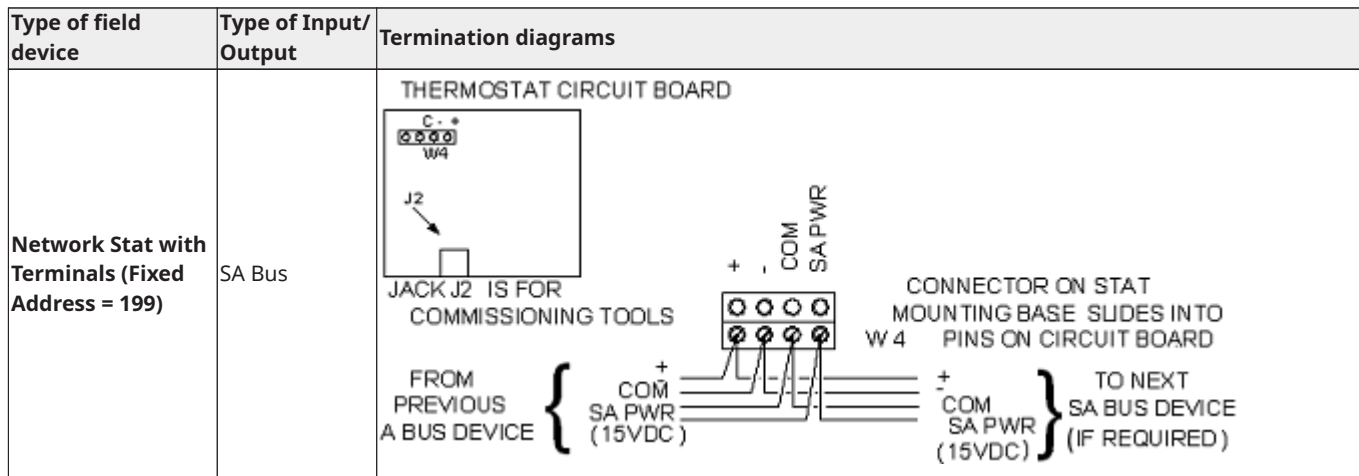 Type of field
device
Type of Input/
Output
Termination diagrams
Network Stat with
Terminals (Fixed
Address = 199)
SA Bus
THERMOSTAT CIRCUIT BOARD
C - +
W4
J2
JACK J2 IS FOR
COMMISSIONING TOOLS
+
-
COM
SA PWR
W 4
CONNECTOR ON STAT
MOUNTING BASE SLIDES INTO
PINS ON CIRCUIT BOARD
FROM
PREVIOUS
A BUS DEVICE
+
-
COM
SA PWR
(15VDC)
+
-
COM
SA PWR
(15VDC)
TO NEXT
SA BUS DEVICE
(IF REQUIRED)